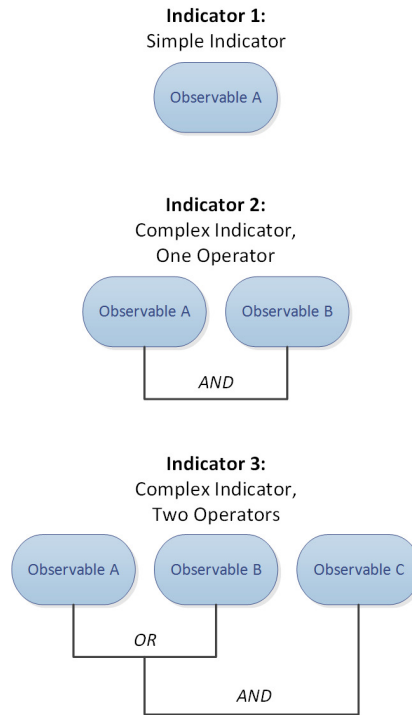 Indicator 1:
Simple Indicator
Observable A
Indicator 2:
Complex Indicator,
One Operator
Observable A
Observable B
AND
Indicator 3:
Complex Indicator,
Two Operators
Observable A
Observable B
Observable C
OR
AND